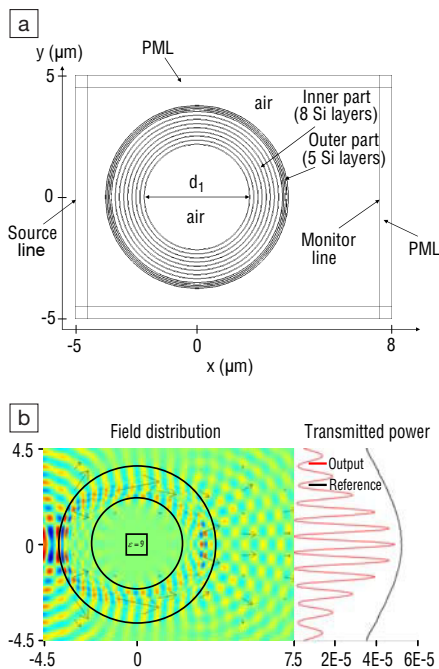 a
y (µm)
PML
5
air
Inner part
(8 Si layers)
Outer part
(5 Si layers)
d1
0
air
Source
line
Monitor
line
PML
-5
-5
0
8
x (µm)
b
Field distribution
Transmitted power
4.5
Output
Reference
0
ε=9
-4.5
-4.5
0
7.5
2E-5
4E-5
6E-5